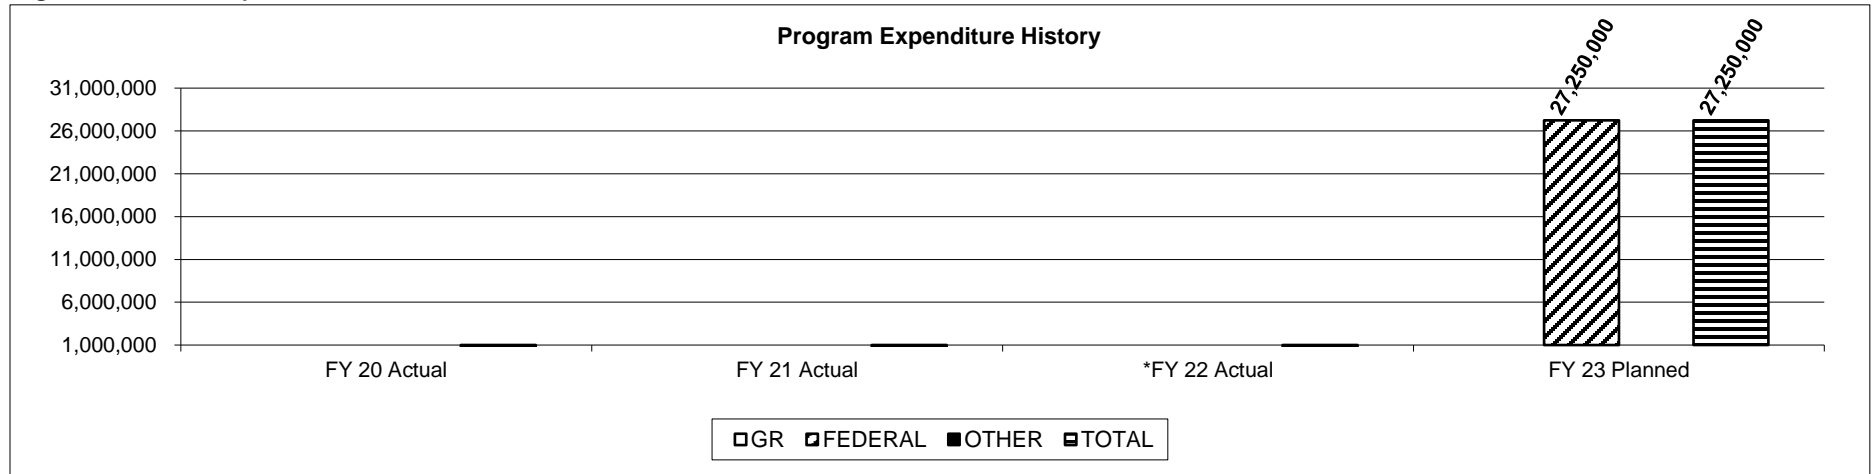 Program Expenditure History
27,250,000
27,250,000
31,000,000
26,000,000
21,000,000
16,000,000
11,000,000
6,000,000
1,000,000
FY 20 Actual
FY 21 Actual
*FY 22 Actual
FY 23 Planned
GR FEDERAL OTHER TOTAL